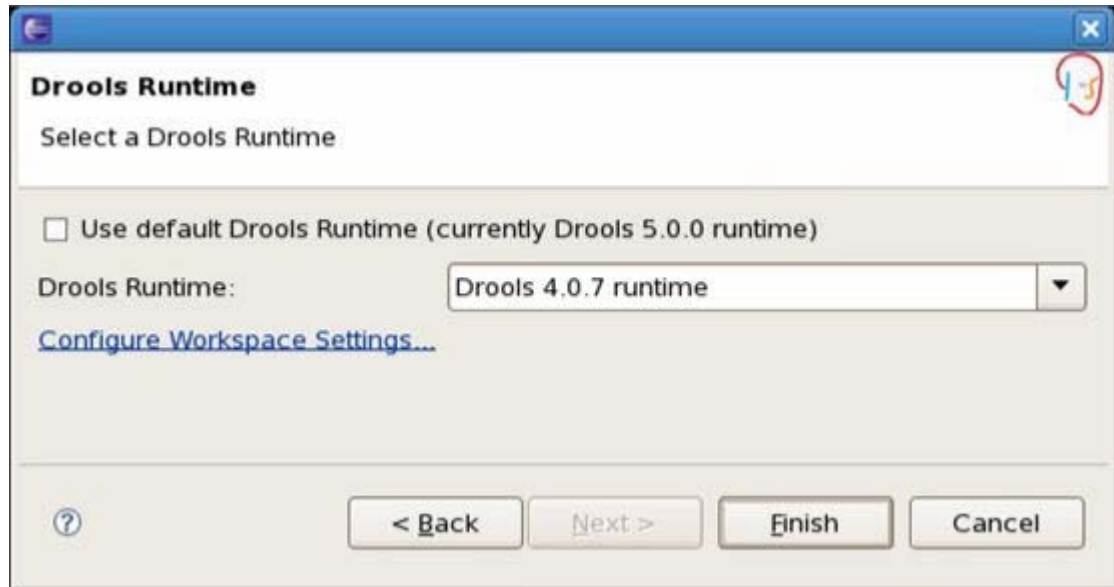 Drools Runtime
Select a Drools Runtime
Use default Drools Runtime (currently Drools 5.0.0 runtime)
Drools Runtime: Drools 4.0.7 runtime
Configure Workspace Settings...
? < Back Next > Finish Cancel